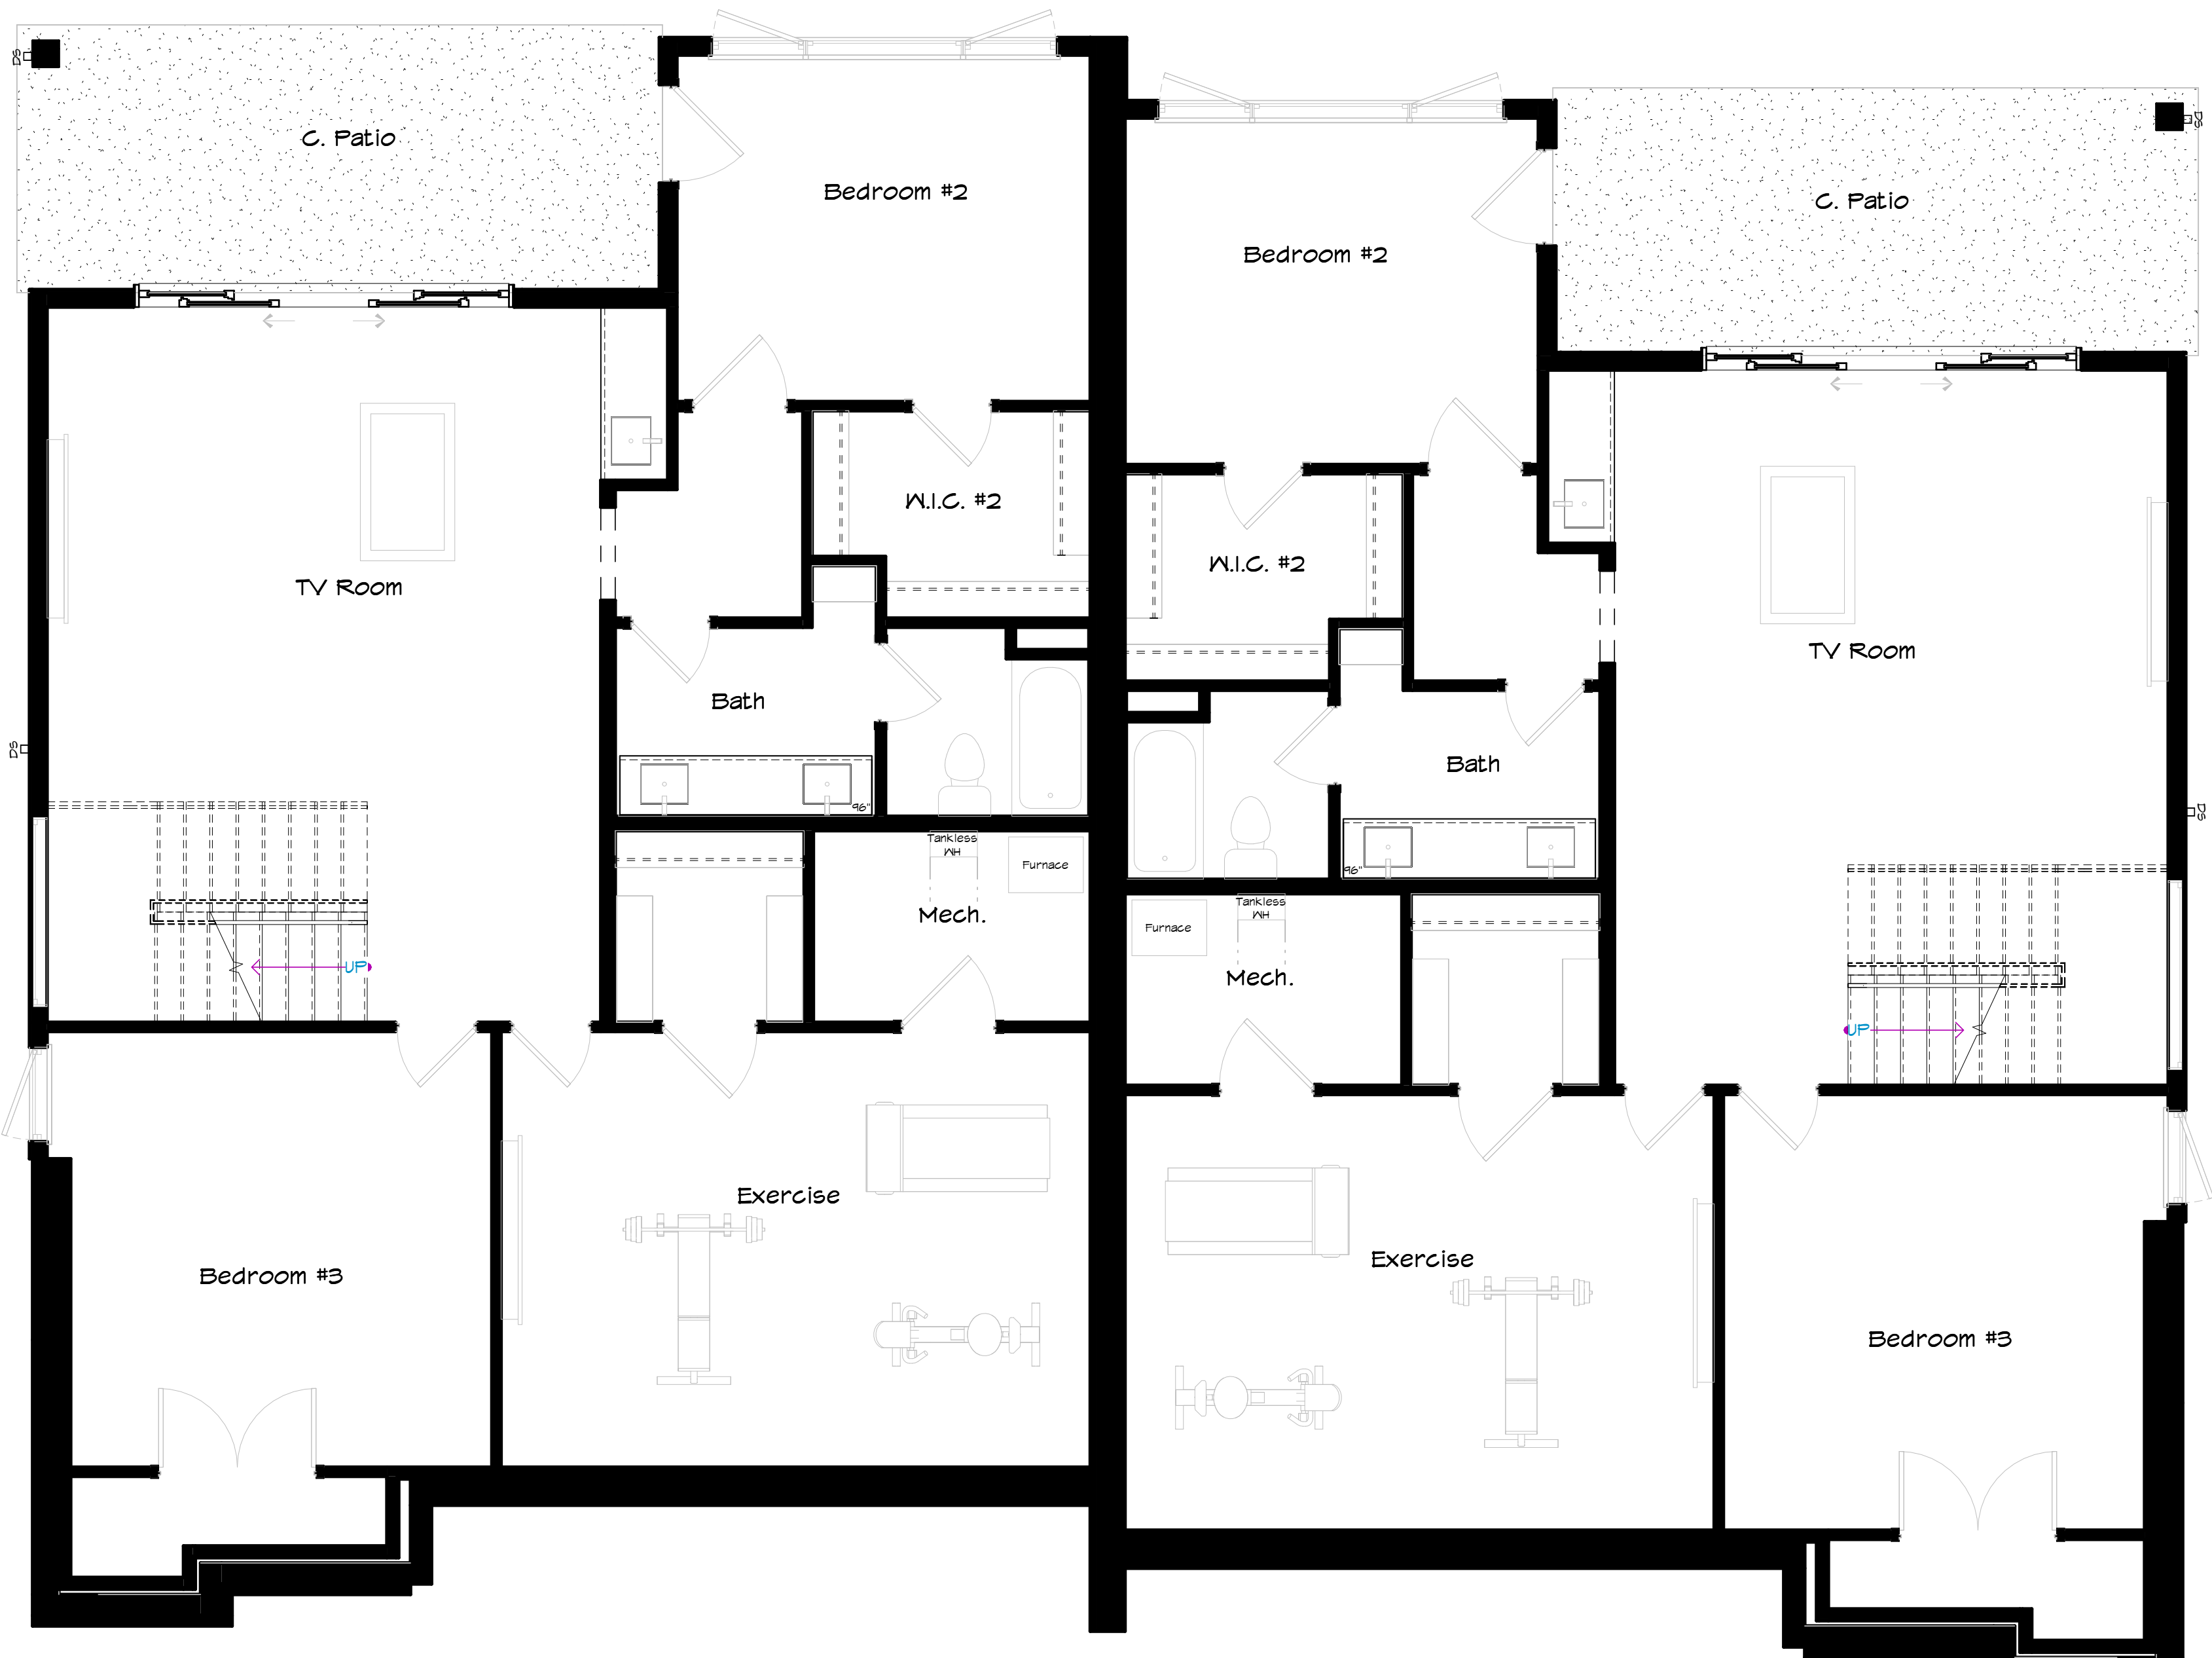 DS
C. Patio
Bedroom #2
DS
C. Patio
Bedroom #2
W.I.C. #2
W.I.C. #2
TV Room
TV Room
Bath
Bath
DS
DS
96"
96"
Tankless
WH
Furnace
Mech.
Tankless
WH
Furnace
Mech.
UP
UP
Exercise
Exercise
Bedroom #3
Bedroom #3